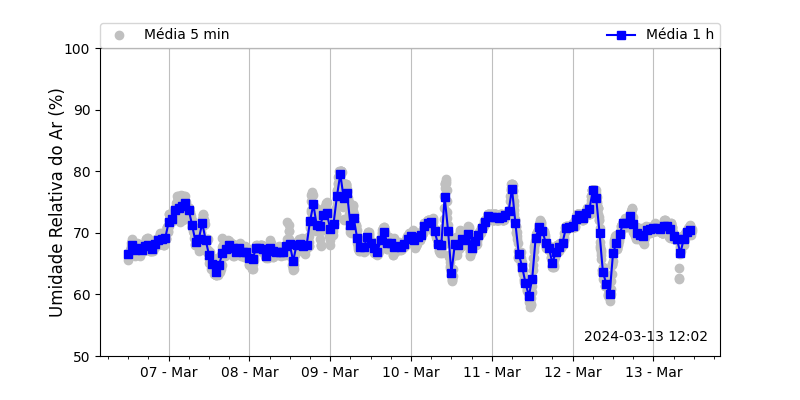 Média 5 min
Média 1 h
Umidade Relativa do Ar (%)
100
90
80
70
60
50
2024-03-13 12:02
07 - Mar
08 - Mar
09 - Mar
10 - Mar
11 - Mar
12 - Mar
13 - Mar